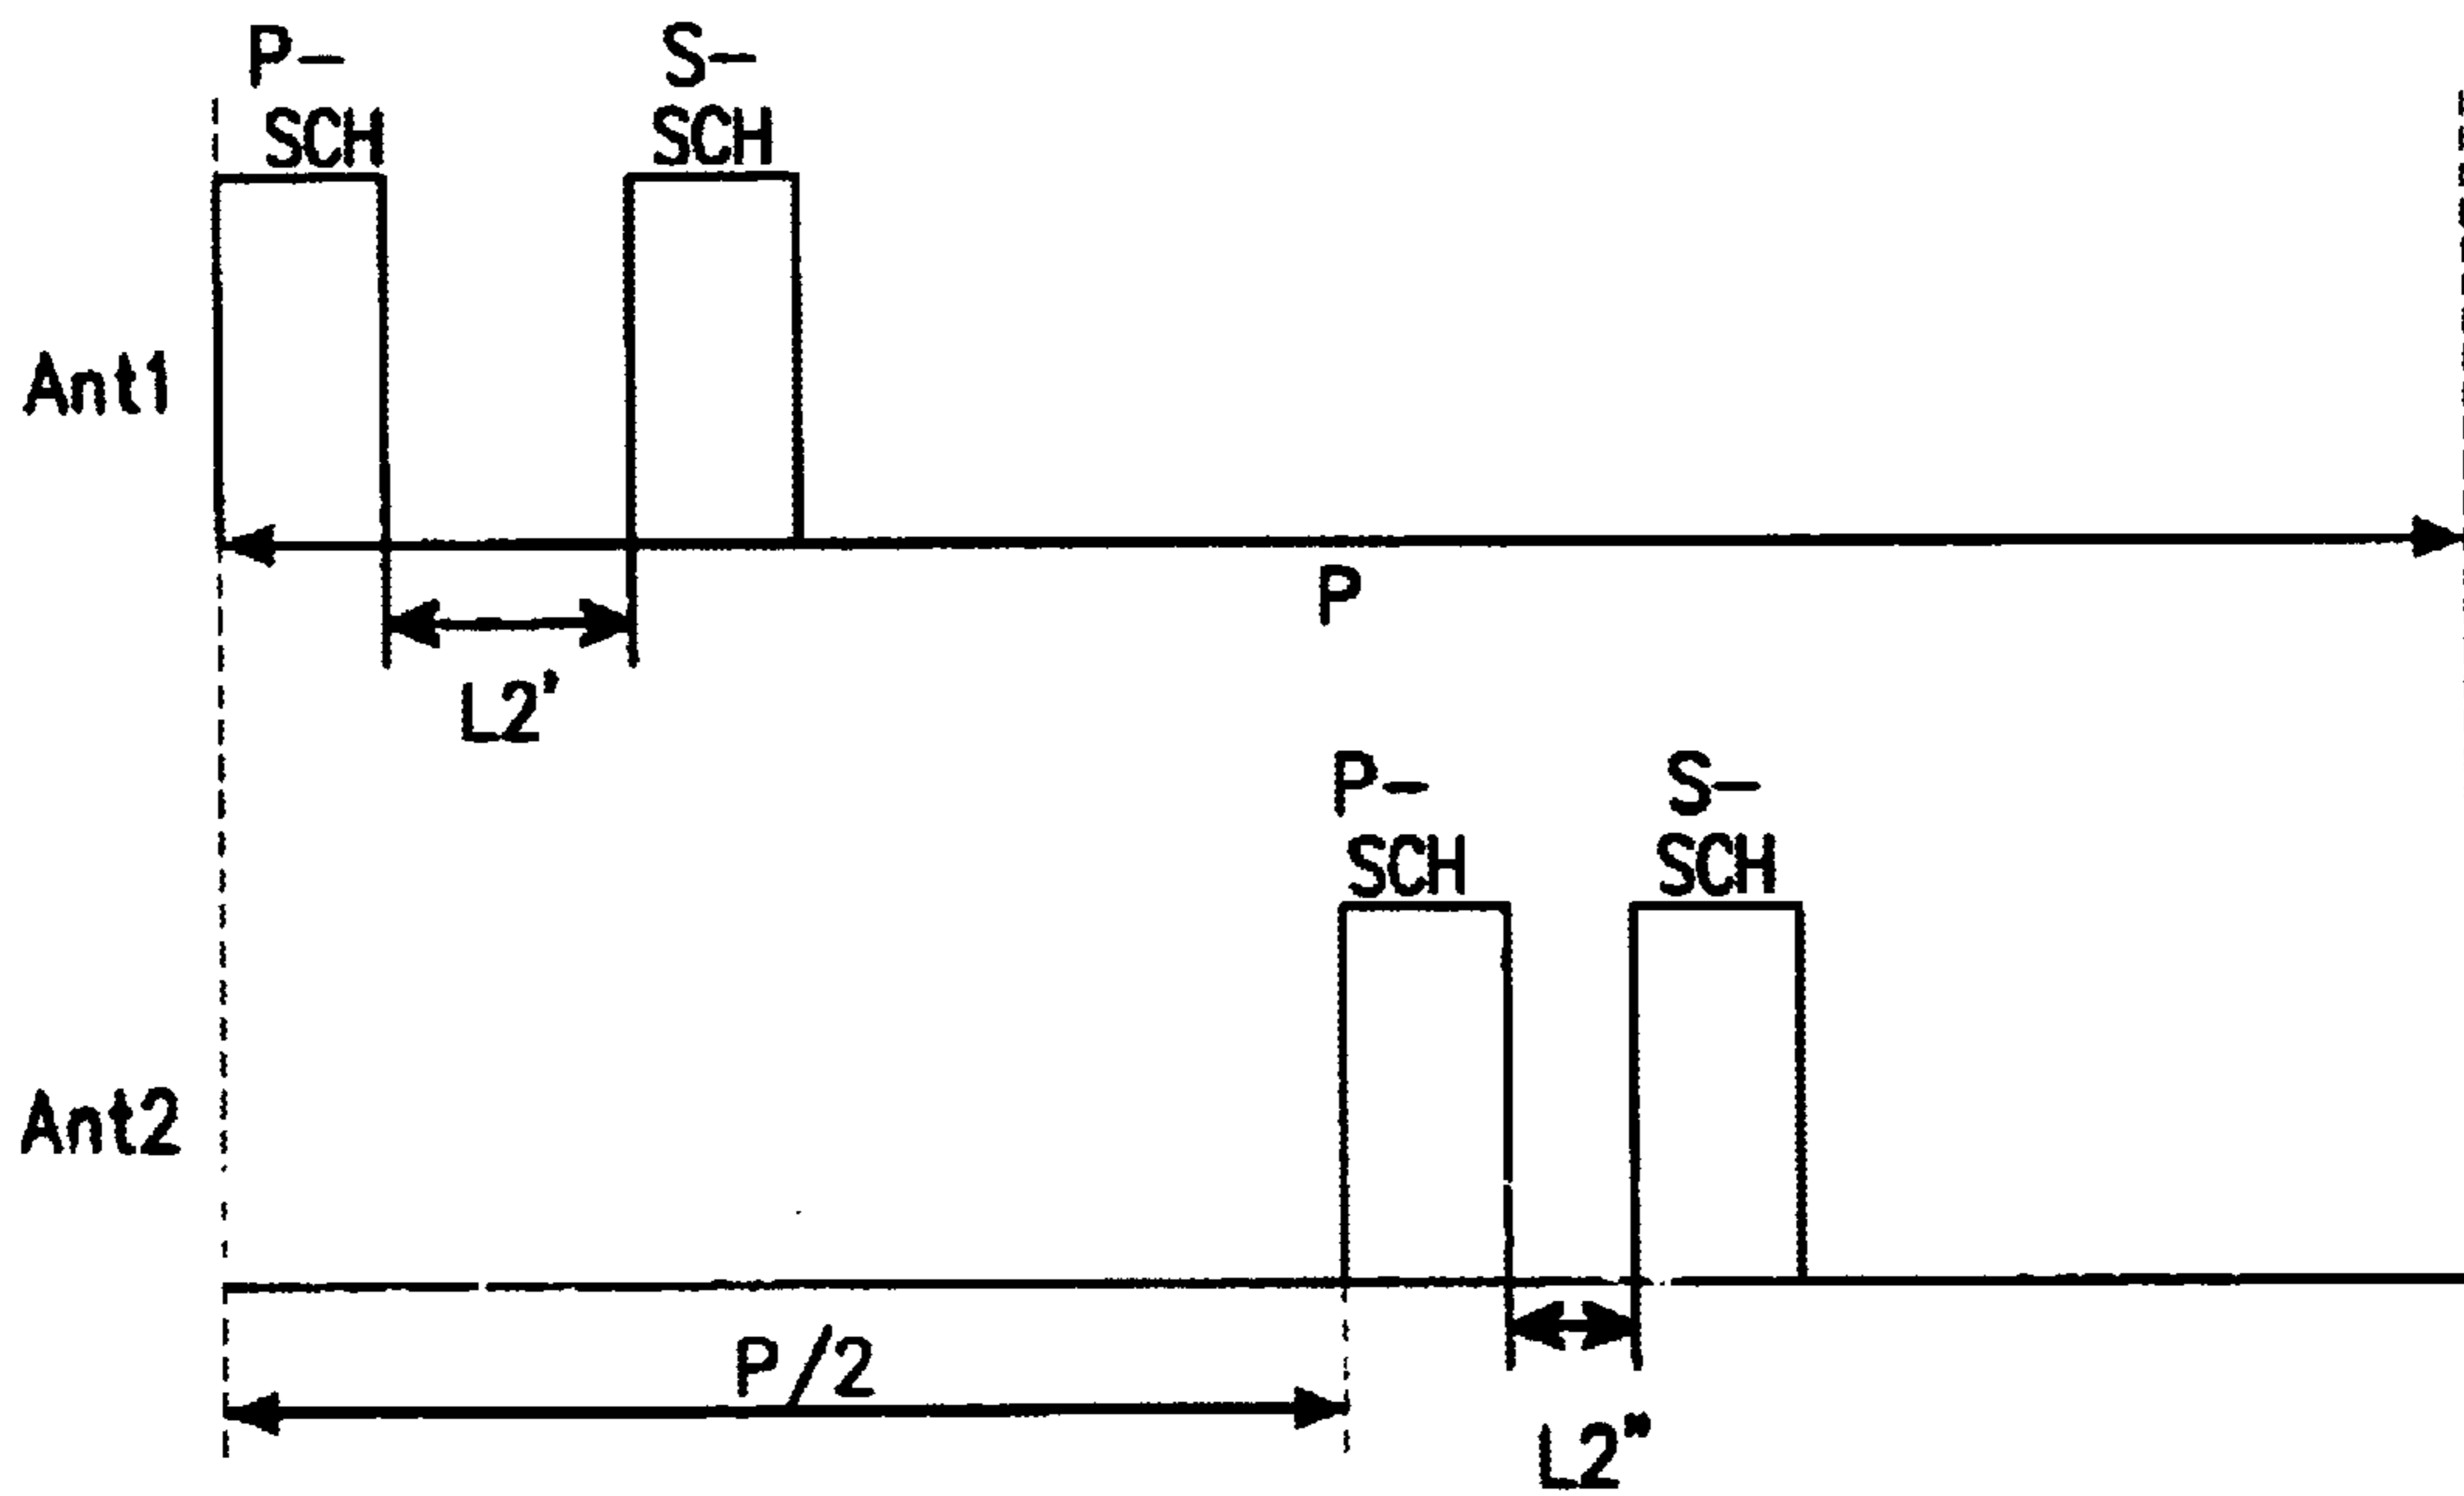 P-
SCH
S-
SCH
Ant1
P
L2'
P-
SCH
S-
SCH
Ant2
P/2
L2"